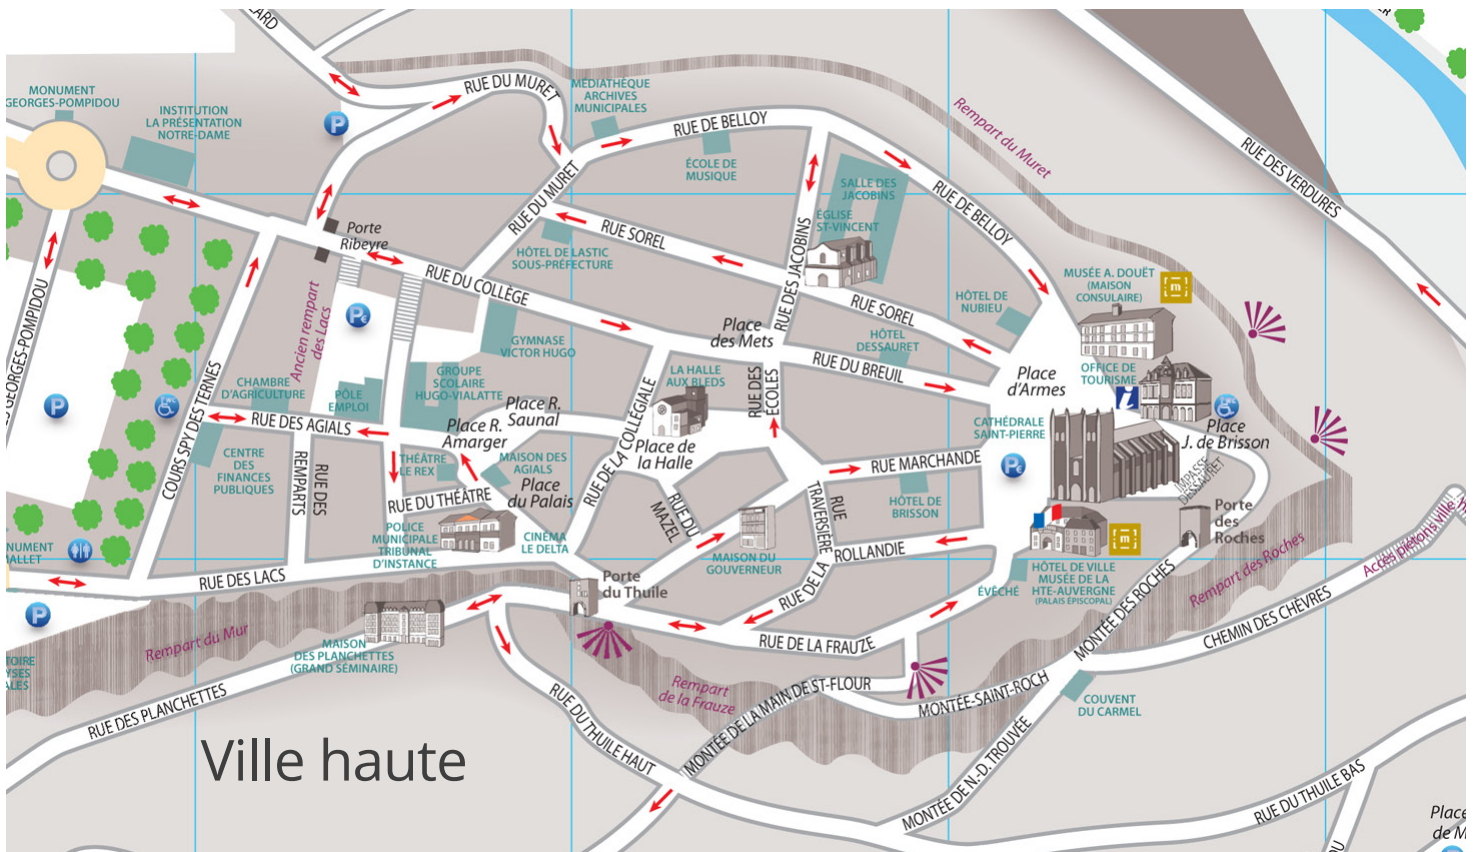 MONUMENT
GEORGES-POMPIDOU
INSTITUTION
LA PRÉSENTATION
NOTRE-DAME
RUE DU MURET
MÉDIATHÈQUE
ARCHIVES
MUNICIPALES
RUE DE BELLOY
ÉCOLE DE
MUSIQUE
Rempart du Muret
RUE DES VERDURES
P
SALLE DES
JACOBINS
ÉGLISE
ST-VINCENT
RUE DE BELLOY
RUE DU MURET
Porte
Ribeyre
HÔTEL DE LASTIC
SOUS-PRÉFECTURE
RUE SOREL
RUE DES JACOBINS
RUE SOREL
HÔTEL DE
NUBIEU
MUSÉE A. DOUËT
(MAISON
CONSULAIRE)
m
RUE DU COLLÈGE
Ancien rempart
des Lacs
P€
GYMNASE
VICTOR HUGO
Place
des Mets
HÔTEL
DESSAURET
RUE DU BREUIL
Place
d'Armes
OFFICE DE
TOURISME
i
GEORGES-POMPIDOU
P
COURS SPY DES TERNES
WC
CHAMBRE
D'AGRICULTURE
PÔLE
EMPLOI
GROUPE
SCOLAIRE
HUGO-VIALATTE
LA HALLE
AUX BLEDS
RUE DES
ÉCOLES
RUE DE LA COLLÉGIALE
Place R.
Saunal
Place R.
Amarger
RUE DES AGIALS
Place de
la Halle
CATHÉDRALE
SAINT-PIERRE
Place
J. de Brisson
CENTRE
DES
FINANCES
PUBLIQUES
RUE DES
REMPARTS
THÉÂTRE
LE REX
MAISON DES
AGIALS
Place
du Palais
RUE DU THÉÂTRE
RUE DU
MAZEL
RUE MARCHANDE
P€
IMPASSE
DESSAURET
HÔTEL DE
BRISSON
Porte
des
Roches
POLICE
MUNICIPALE
TRIBUNAL
D'INSTANCE
CINÉMA
LE DELTA
MAISON DU
GOUVERNEUR
RUE
TRAVERSIÈRE
RUE DE LA
ROLLANDIE
m
HÔTEL DE VILLE
MUSÉE DE LA
HTE-AUVERGNE
(PALAIS ÉPISCOPAL)
ÉVÊCHÉ
MONTÉE DES ROCHES
Rempart des Roches
CHEMIN DES CHÈVRES
RUE DES LACS
Porte
du Thuile
P
Rempart du Mur
MAISON
DES PLANCHETTES
(GRAND SÉMINAIRE)
RUE DE LA FRAUZE
Rempart
de la Frauze
RUE DES PLANCHETTES
MONTÉE-SAINT-ROCH
COUVENT
DU CARMEL
MONTÉE DE LA MAIN DE ST-FLOUR
RUE DU THUILE HAUT
MONTÉE DE N.-D. TROUVÉE
RUE DU THUILE BAS
Ville haute
Place